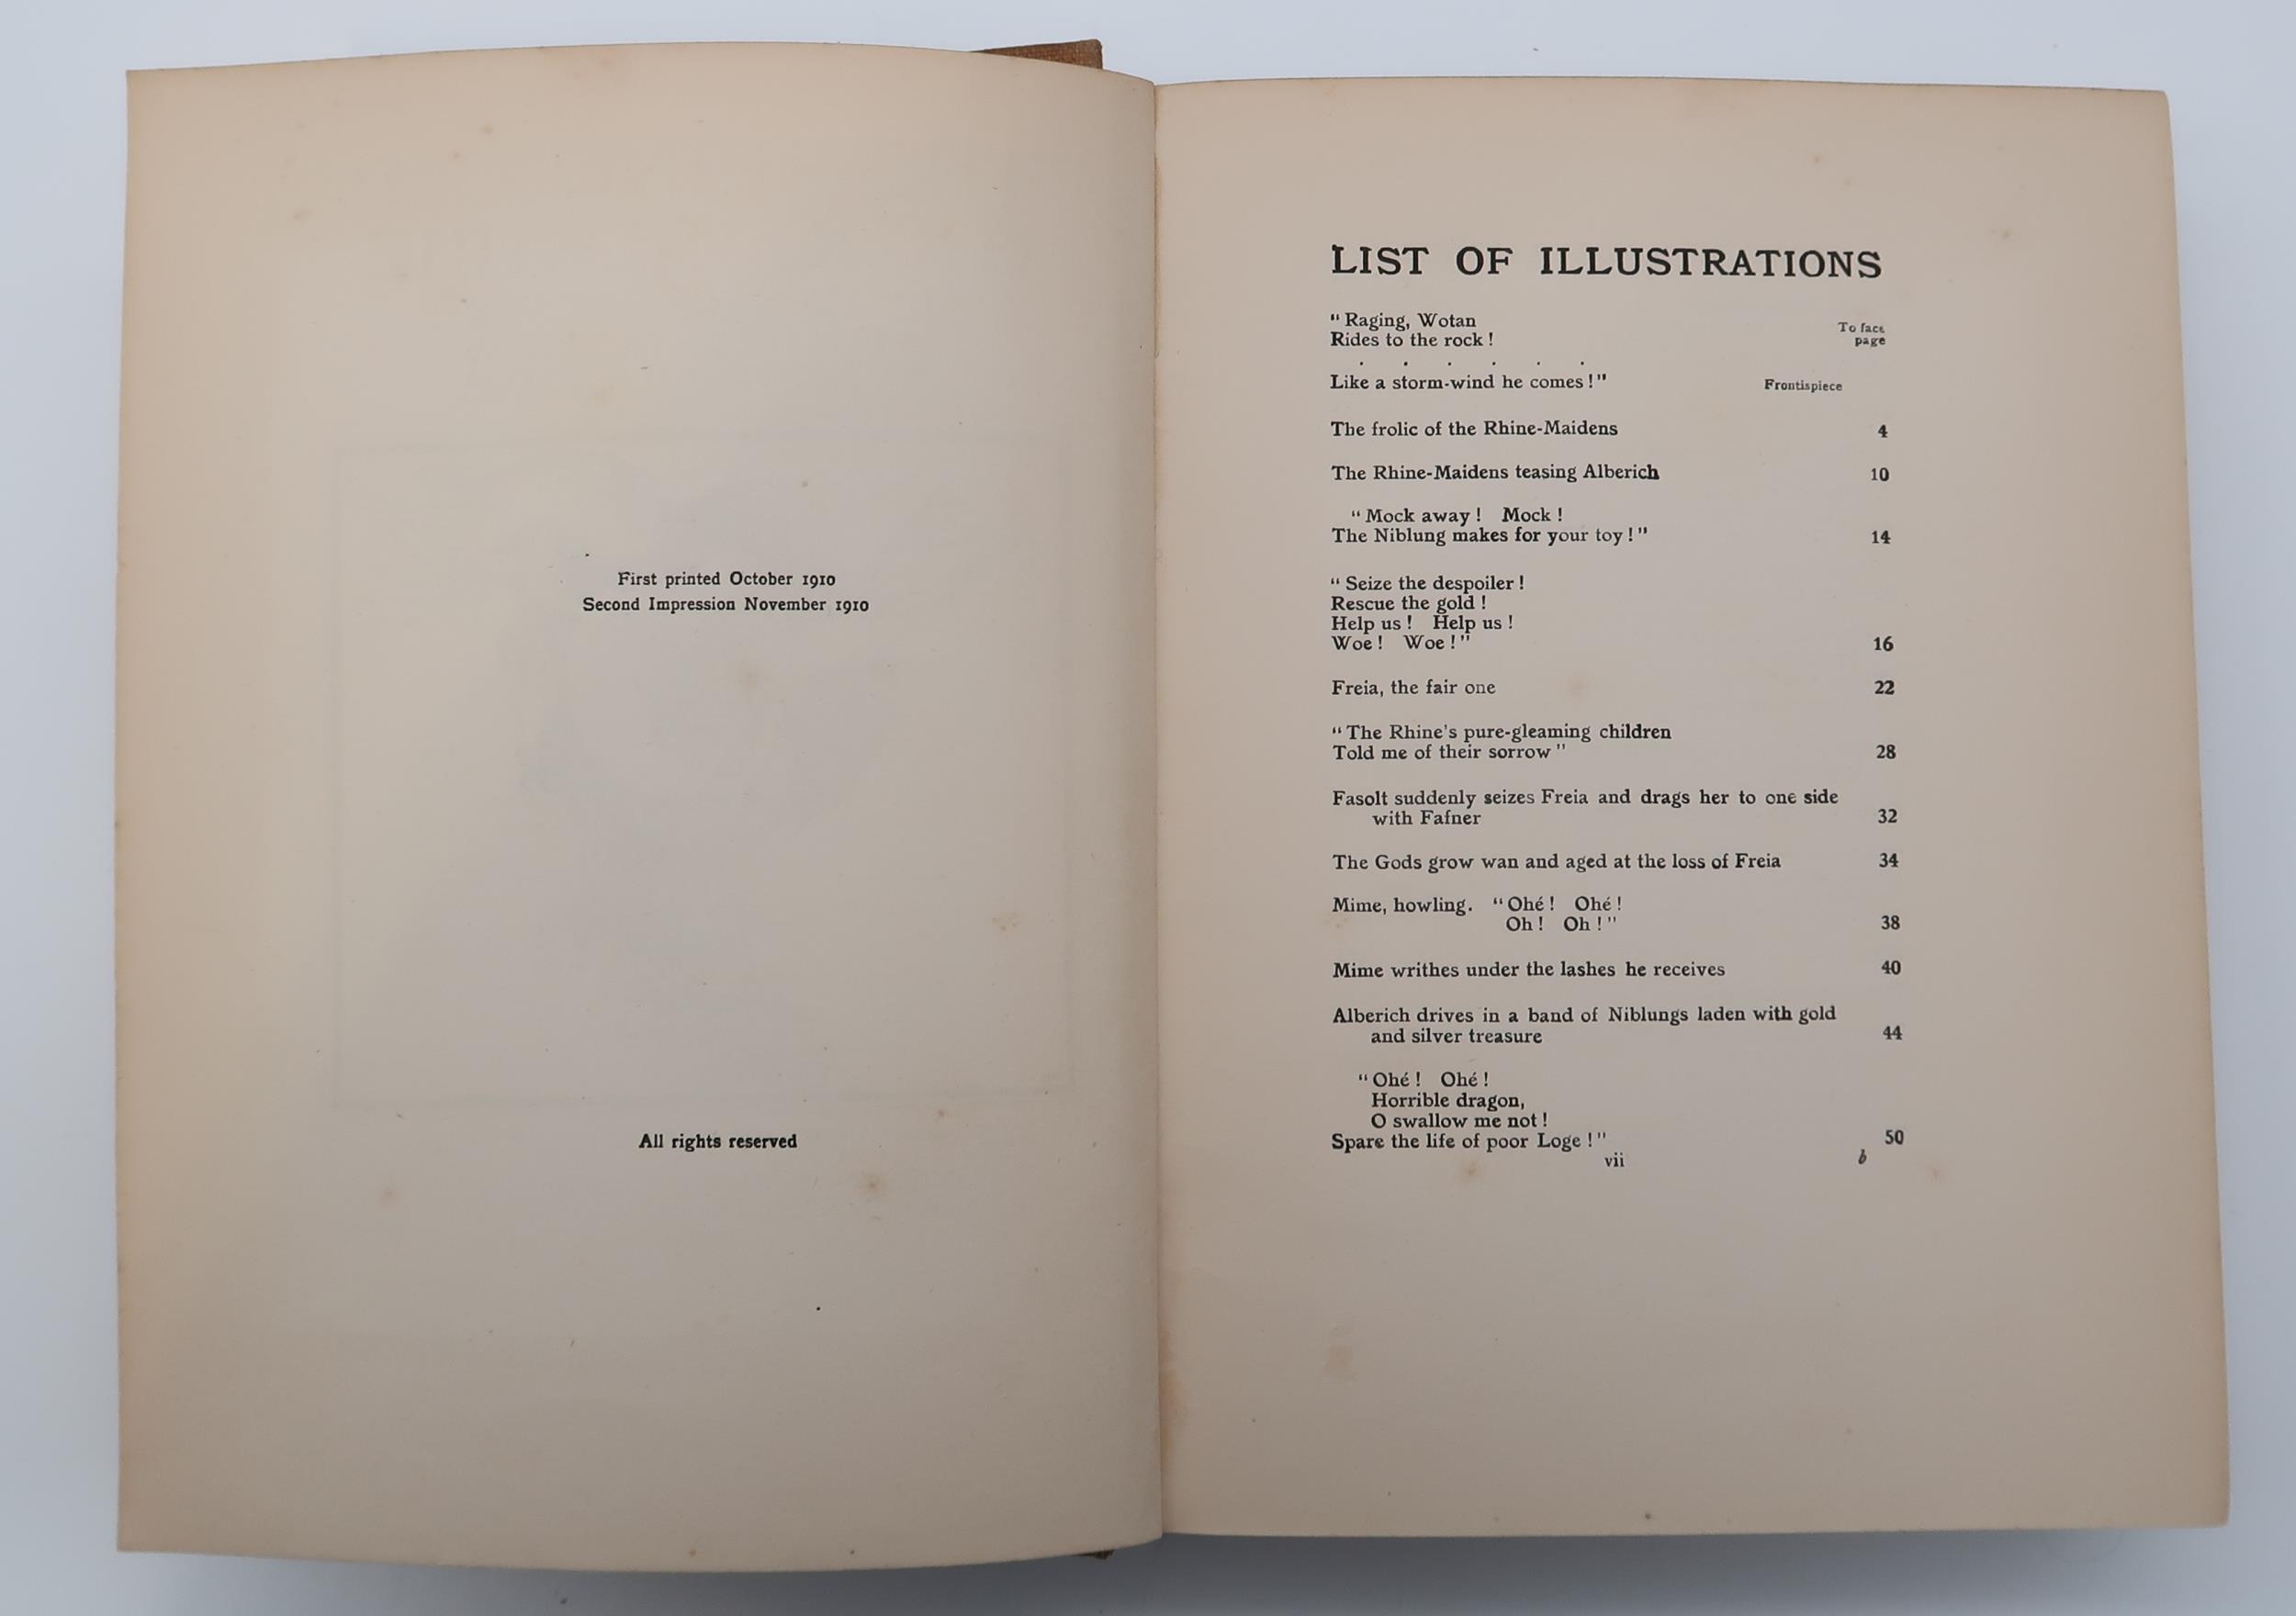 First printed October 1910
Second Impression November 1910
All rights reserved
LIST OF ILLUSTRATIONS
To face
page
“ Raging, Wotan
Rides to the rock !
. . . . . .
Like a storm-wind he comes ! ” Frontispiece
The frolic of the Rhine-Maidens 4
The Rhine-Maidens teasing Alberich 10
“ Mock away ! Mock !
The Niblung makes for your toy ! ” 14
“ Seize the despoiler !
Rescue the gold !
Help us ! Help us !
Woe ! Woe ! ” 16
Freia, the fair one 22
“ The Rhine's pure-gleaming children
Told me of their sorrow ” 28
Fasolt suddenly seizes Freia and drags her to one side
with Fafner 32
The Gods grow wan and aged at the loss of Freia 34
Mime, howling. “ Ohé ! Ohé !
Oh ! Oh ! ” 38
Mime writhes under the lashes he receives 40
Alberich drives in a band of Niblungs laden with gold
and silver treasure 44
“ Ohé ! Ohé !
Horrible dragon,
O swallow me not !
Spare the life of poor Loge ! ” 50
vii b